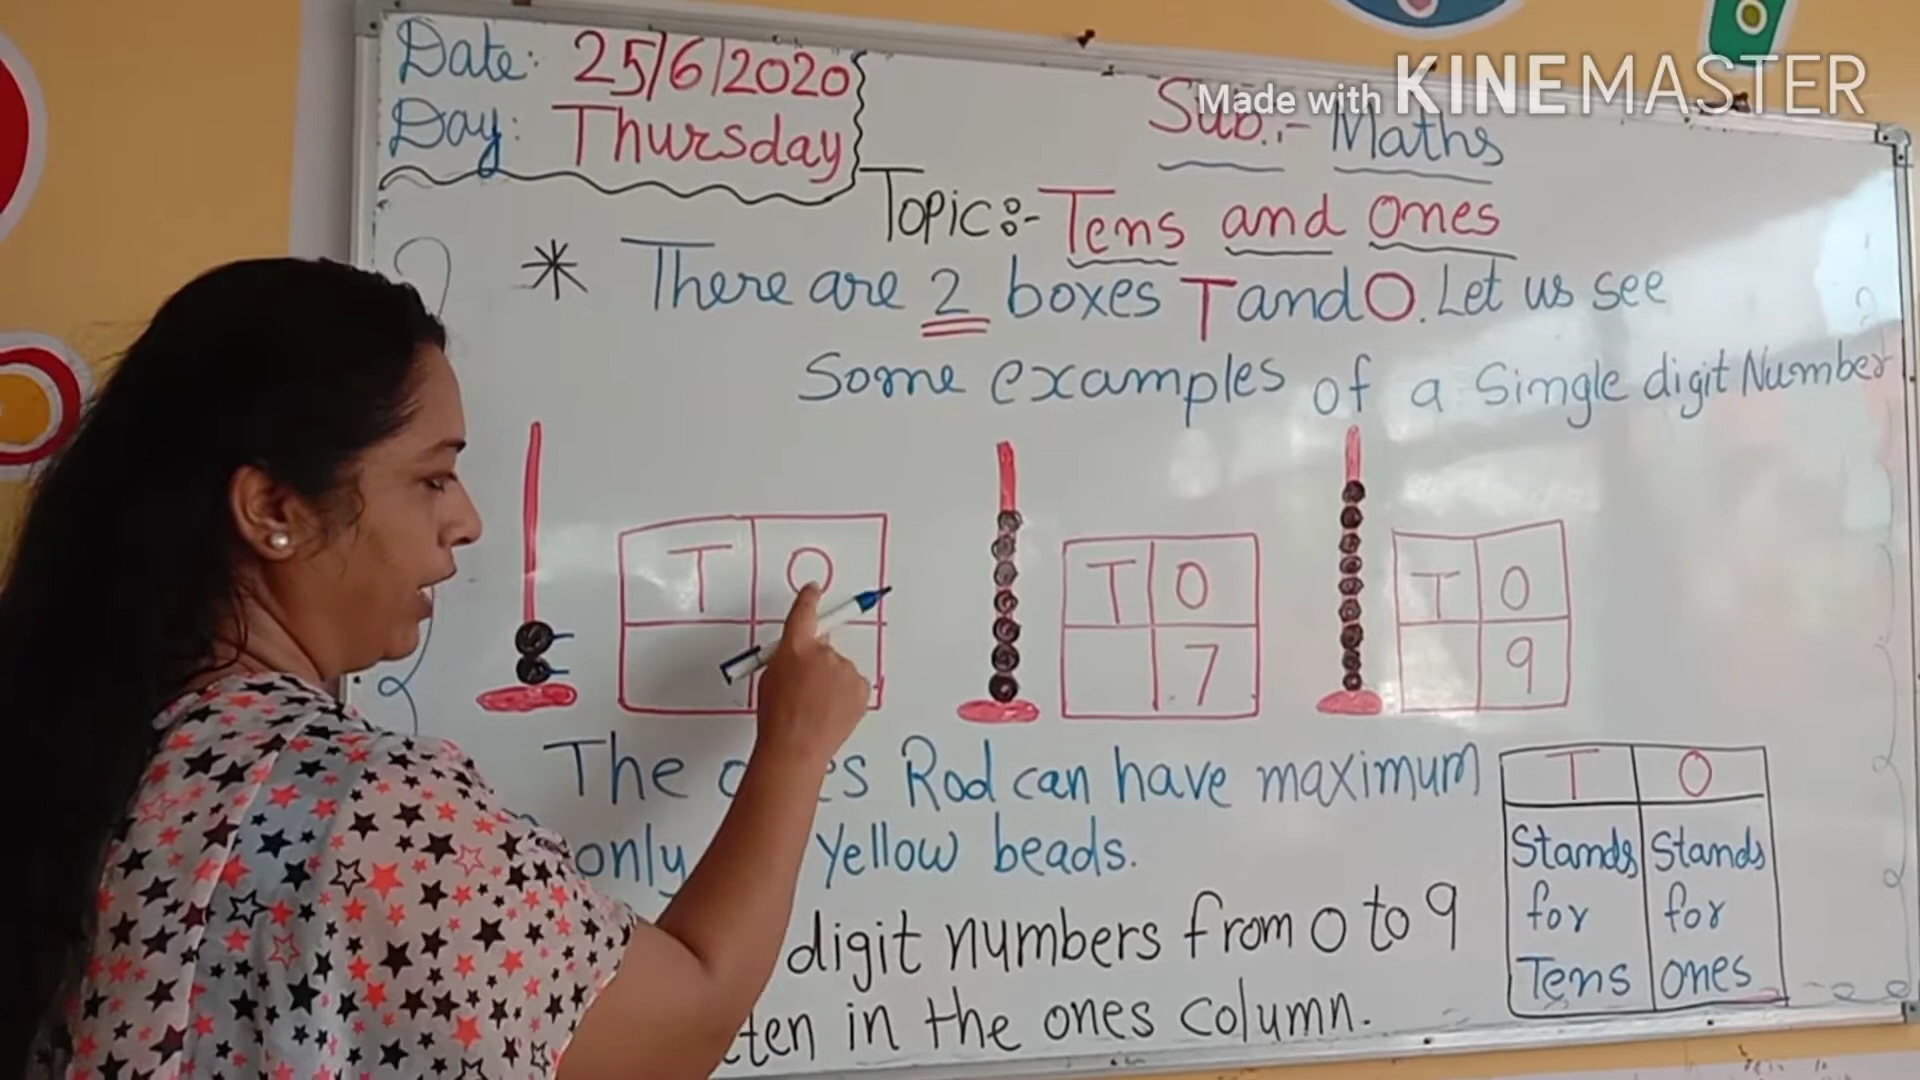 Date: 25/6/2020
Day: Thursday
Made with KINEMASTER
Sub:- Maths
Topic:- Tens and Ones
* There are 2 boxes T and O. Let us see
Some examples of a Single digit Number
T O
T O
7
T O
9
The Rod can have maximum
only Yellow beads.
digit numbers from 0 to 9
in the ones column.
T O
Stands Stands
for for
Tens ones